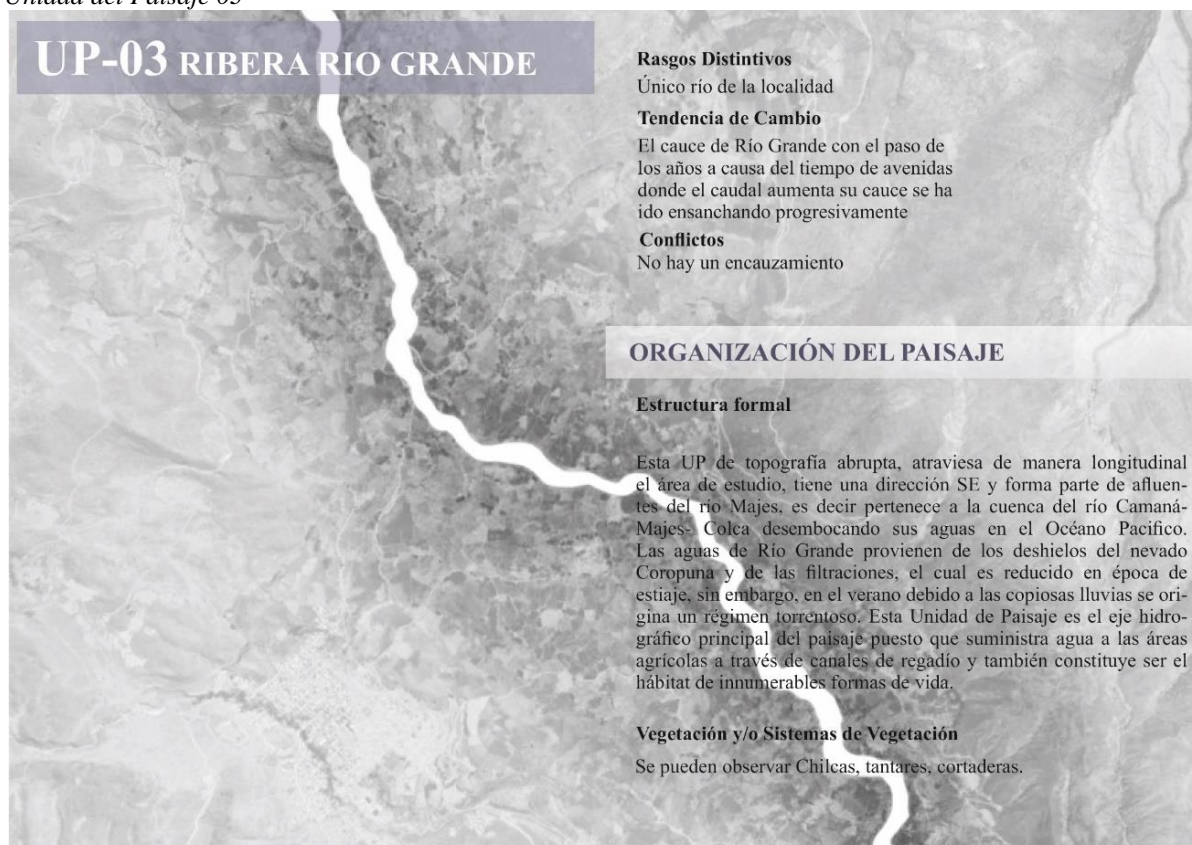 Unidad del Paisaje 03
UP-03 RIBERA RIO GRANDE
Rasgos Distintivos
Único río de la localidad
Tendencia de Cambio
El cauce de Río Grande con el paso de
los años a causa del tiempo de avenidas
donde el caudal aumenta su cauce se ha
ido ensanchando progresivamente
Conflictos
No hay un encauzamiento
ORGANIZACIÓN DEL PAISAJE
Estructura formal
Esta UP de topografía abrupta, atraviesa de manera longitudinal
el área de estudio, tiene una dirección SE y forma parte de afluen-
tes del río Majes, es decir pertenece a la cuenca del río Camaná-
Majes- Colca desembocando sus aguas en el Océano Pacifico.
Las aguas de Río Grande provienen de los deshielos del nevado
Coropuna y de las filtraciones, el cual es reducido en época de
estiaje, sin embargo, en el verano debido a las copiosas lluvias se ori-
gina un régimen torrentoso. Esta Unidad de Paisaje es el eje hidro-
gráfico principal del paisaje puesto que suministra agua a las áreas
agrícolas a través de canales de regadío y también constituye ser el
hábitat de innumerables formas de vida.
Vegetación y/o Sistemas de Vegetación
Se pueden observar Chilcas, tantares, cortaderas.